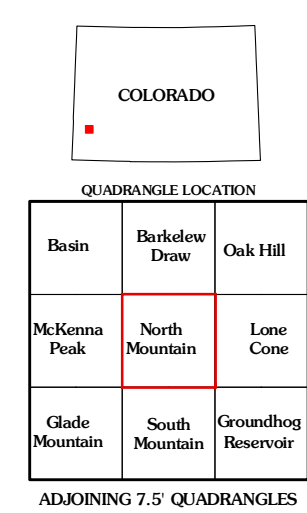 COLORADO
QUADRANGLE LOCATION
Basin
Barkelew
Draw
Oak Hill
McKenna
Peak
North
Mountain
Lone
Cone
Glade
Mountain
South
Mountain
Groundhog
Reservoir
ADJOINING 7.5' QUADRANGLES